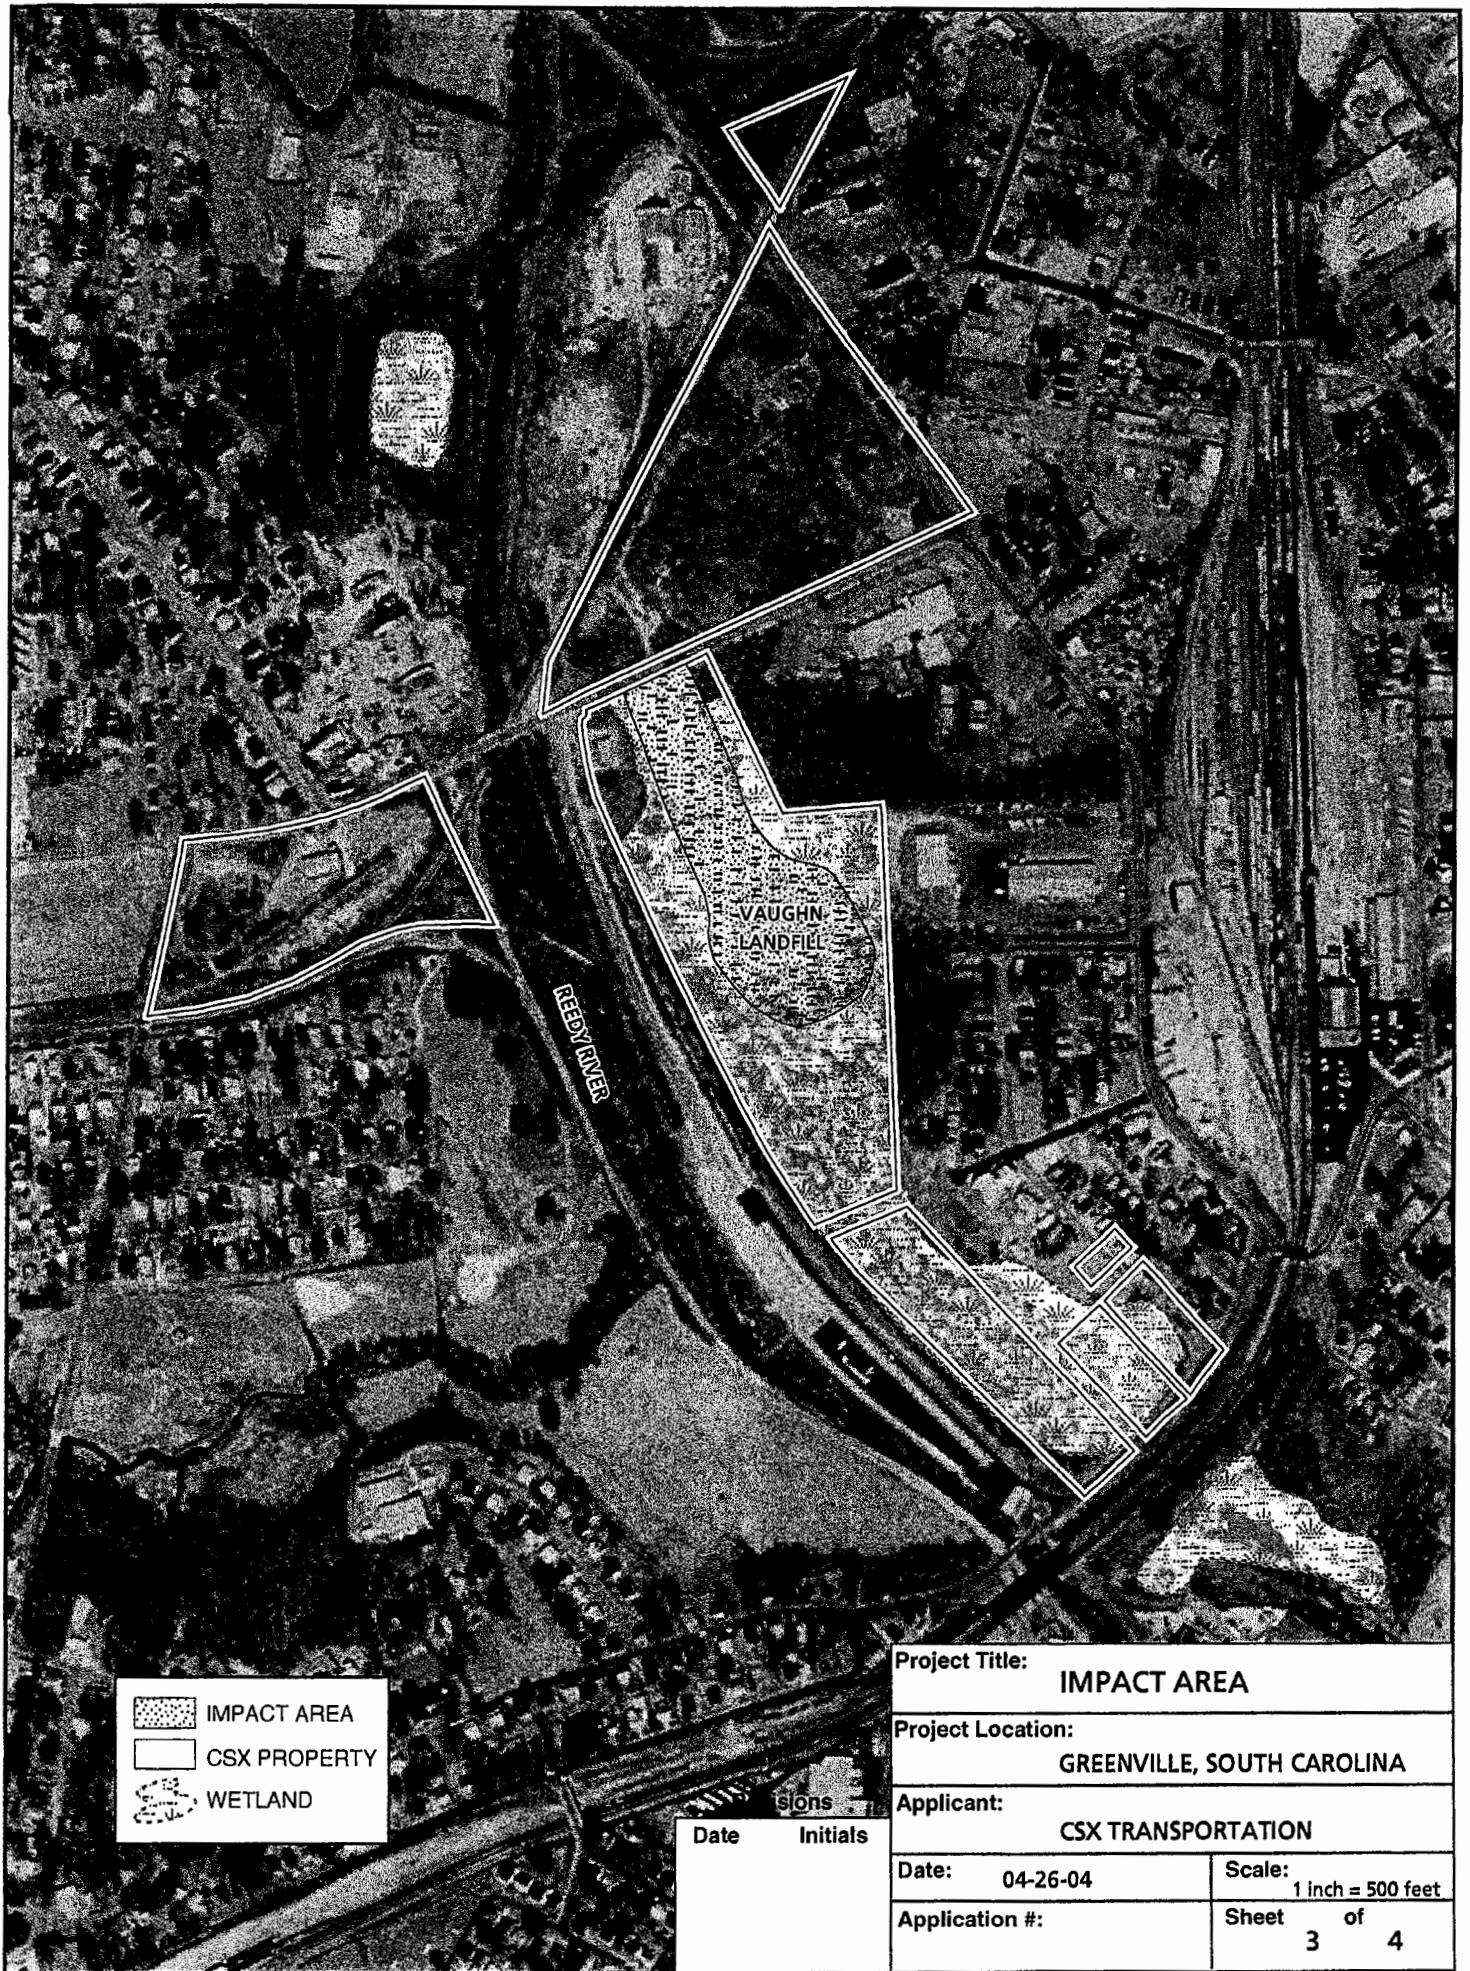 VAUGHN
LANDFILL
REEDY RIVER
IMPACT AREA
CSX PROPERTY
WETLAND
sions
Date Initials
Project Title:
IMPACT AREA
Project Location:
GREENVILLE, SOUTH CAROLINA
Applicant:
CSX TRANSPORTATION
Date: 04-26-04
Scale: 1 inch = 500 feet
Application #:
Sheet 3 of 4